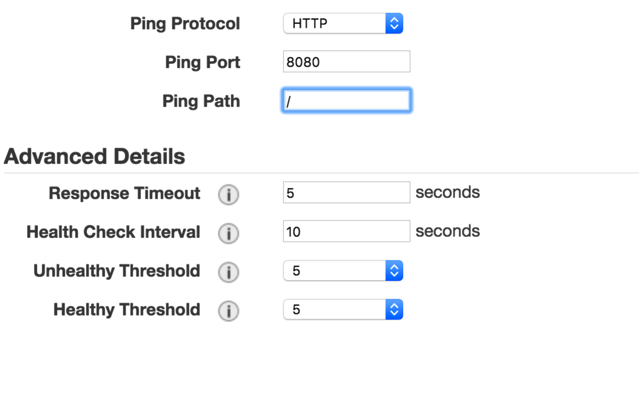 Ping Protocol HTTP
Ping Port 8080
Ping Path /
Advanced Details
Response Timeout i 5 seconds
Health Check Interval i 10 seconds
Unhealthy Threshold i 5
Healthy Threshold i 5